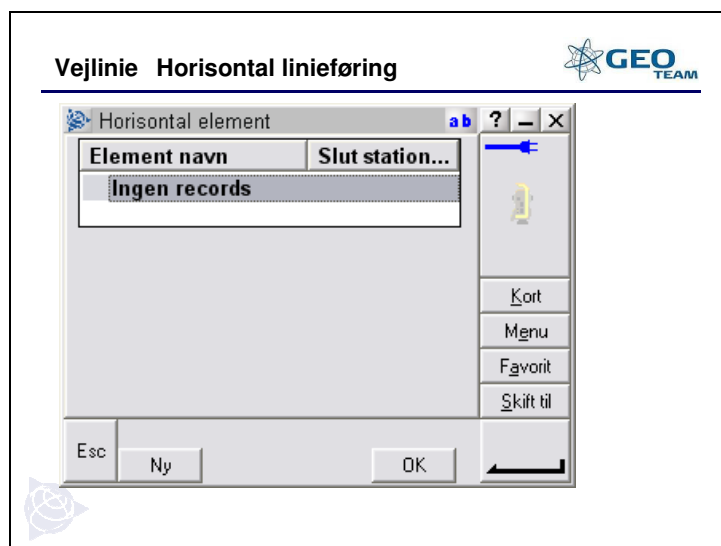 Vejlinie Horisontal linieføring
GEO
TEAM
Horisontal element
ab
?
Element navn
Slut station...
Ingen records
Kort
Menu
Favorit
Skift til
Esc
Ny
OK